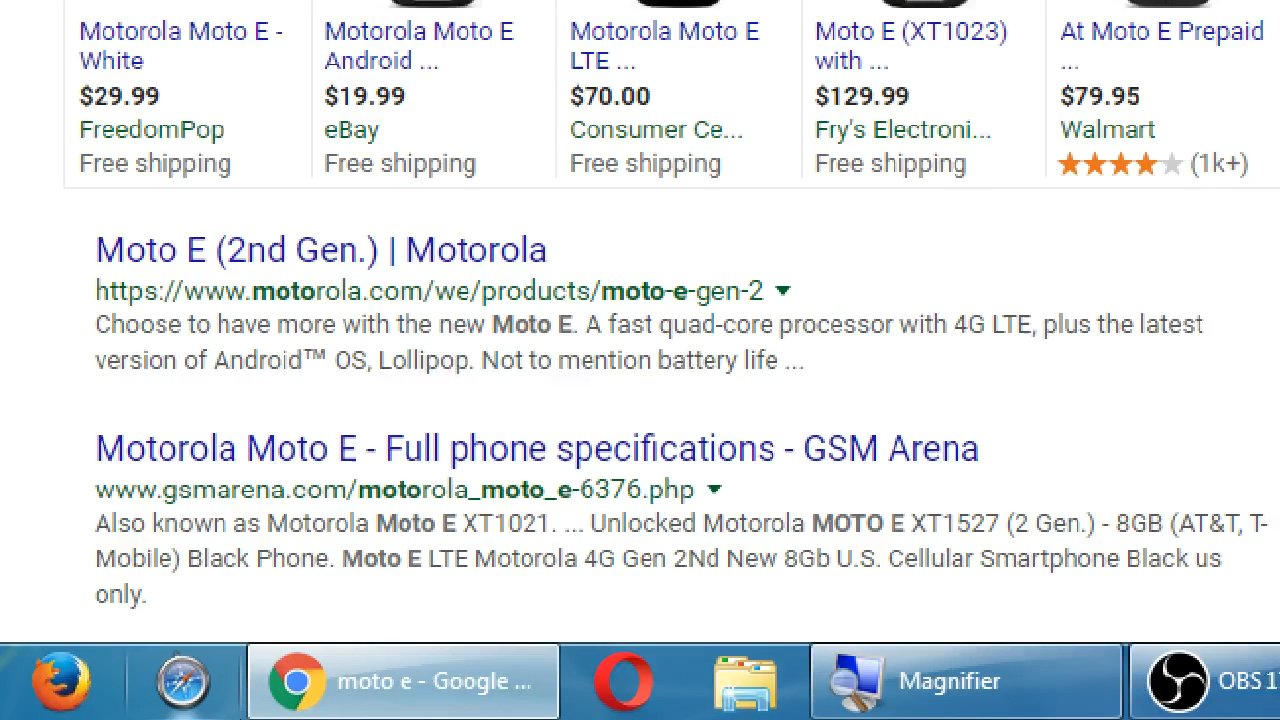 Motorola Moto E - White
$29.99
FreedomPop
Free shipping
Motorola Moto E Android ...
$19.99
eBay
Free shipping
Motorola Moto E LTE ...
$70.00
Consumer Ce...
Free shipping
Moto E (XT1023) with ...
$129.99
Fry's Electroni...
Free shipping
At Moto E Prepaid ...
$79.95
Walmart
(1k+)
Moto E (2nd Gen.) | Motorola
https://www.motorola.com/we/products/moto-e-gen-2
Choose to have more with the new Moto E. A fast quad-core processor with 4G LTE, plus the latest
version of Android™ OS, Lollipop. Not to mention battery life ...
Motorola Moto E - Full phone specifications - GSM Arena
www.gsmarena.com/motorola_moto_e-6376.php
Also known as Motorola Moto E XT1021. ... Unlocked Motorola MOTO E XT1527 (2 Gen.) - 8GB (AT&T, T-
Mobile) Black Phone. Moto E LTE Motorola 4G Gen 2Nd New 8Gb U.S. Cellular Smartphone Black us
only.
moto e - Google ...
Magnifier
OBS